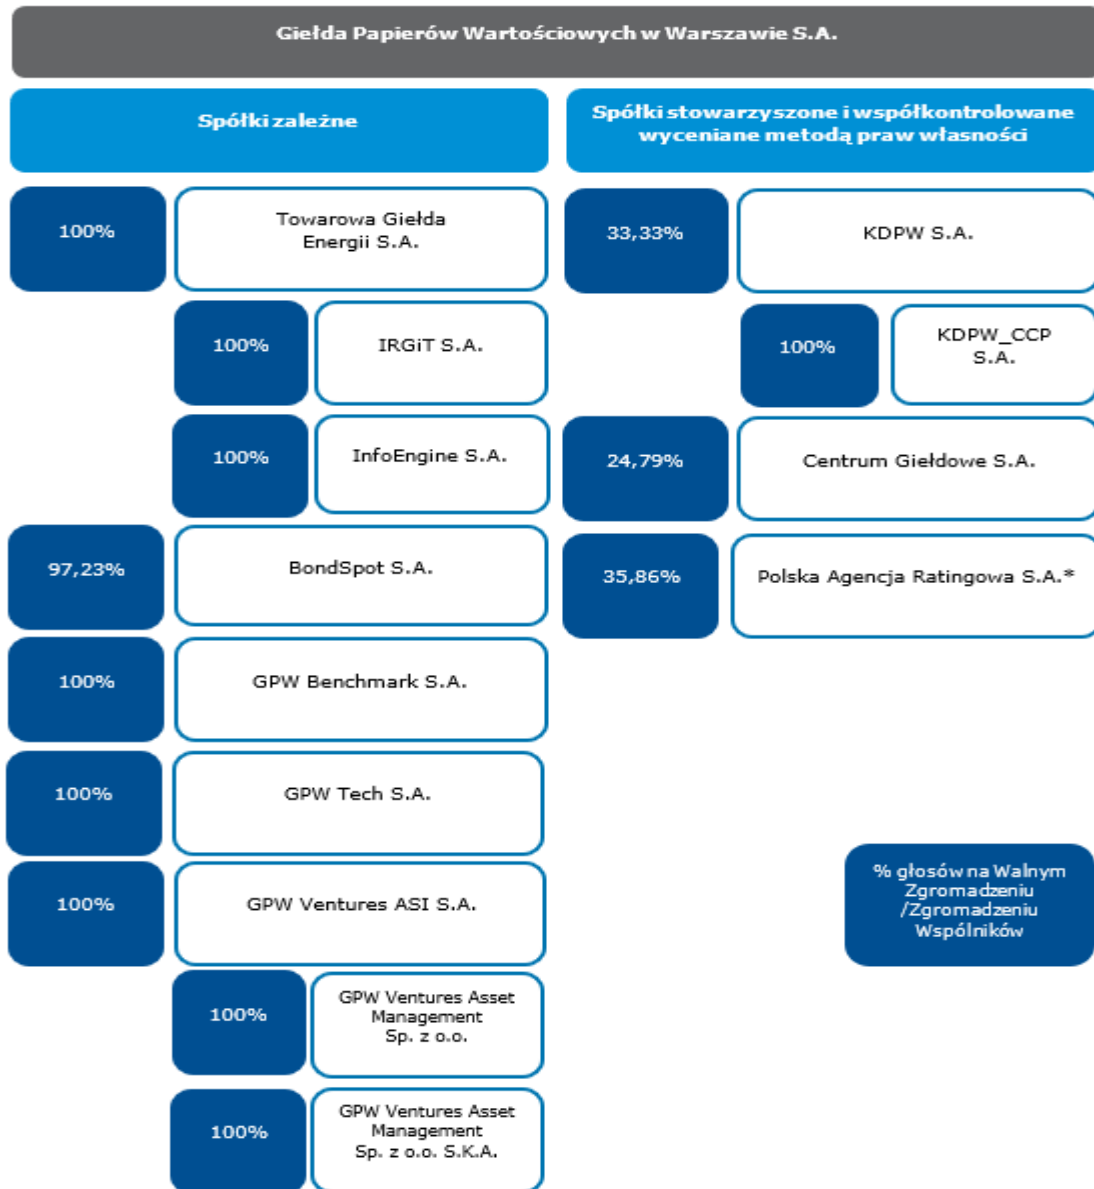 Giełda Papierów Wartościowych w Warszawie S.A.
Spółki zależne
100%
Towarowa Giełda
Energii S.A.
100%
IRGiT S.A.
100%
InfoEngine S.A.
97,23%
BondSpot S.A.
100%
GPW Benchmark S.A.
100%
GPW Tech S.A.
100%
GPW Ventures ASI S.A.
100%
GPW Ventures Asset
Management
Sp. z o.o.
100%
GPW Ventures Asset
Management
Sp. z o.o. S.K.A.
Spółki stowarzyszone i współkontrolowane
wyceniane metodą praw własności
33,33%
KDPW S.A.
100%
KDPW_CCP
S.A.
24,79%
Centrum Giełdowe S.A.
35,86%
Polska Agencja Ratingowa S.A.*
% głosów na Walnym
Zgromadzeniu
/Zgromadzeniu
Wspólników